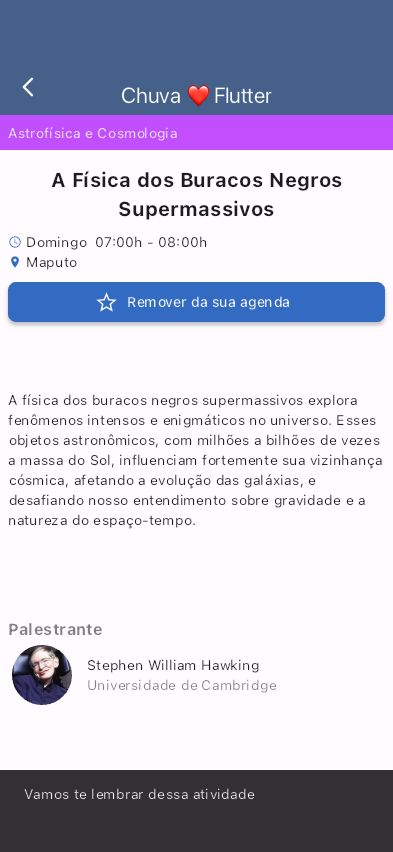 Chuva ❤️ Flutter
Astrofísica e Cosmologia
A Física dos Buracos Negros
Supermassivos
Domingo 07:00h - 08:00h
Maputo
Remover da sua agenda
A física dos buracos negros supermassivos explora
fenômenos intensos e enigmáticos no universo. Esses
objetos astronômicos, com milhões a bilhões de vezes
a massa do Sol, influenciam fortemente sua vizinhança
cósmica, afetando a evolução das galáxias, e
desafiando nosso entendimento sobre gravidade e a
natureza do espaço-tempo.
Palestrante
Stephen William Hawking
Universidade de Cambridge
Vamos te lembrar dessa atividade